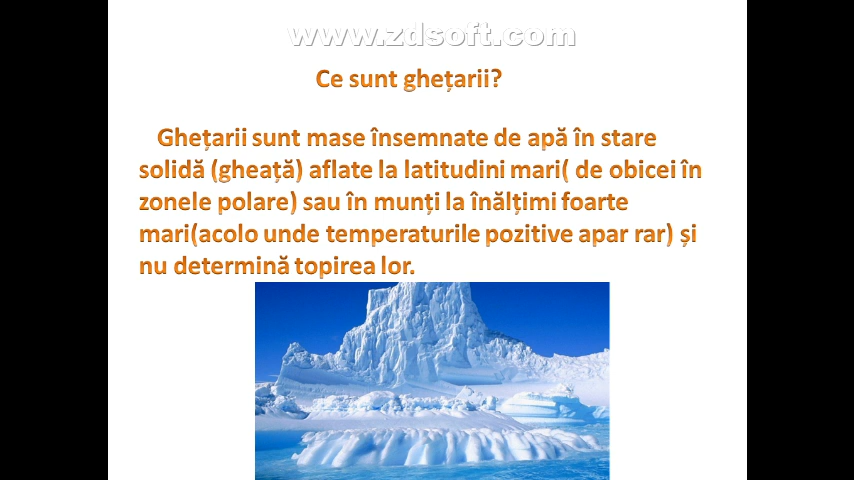 www.zdsoft.com
Ce sunt ghețarii?
Ghețarii sunt mase însemnate de apă în stare
solidă (gheață) aflate la latitudini mari( de obicei în
zonele polare) sau în munți la înălțimi foarte
mari(acolo unde temperaturile pozitive apar rar) și
nu determină topirea lor.